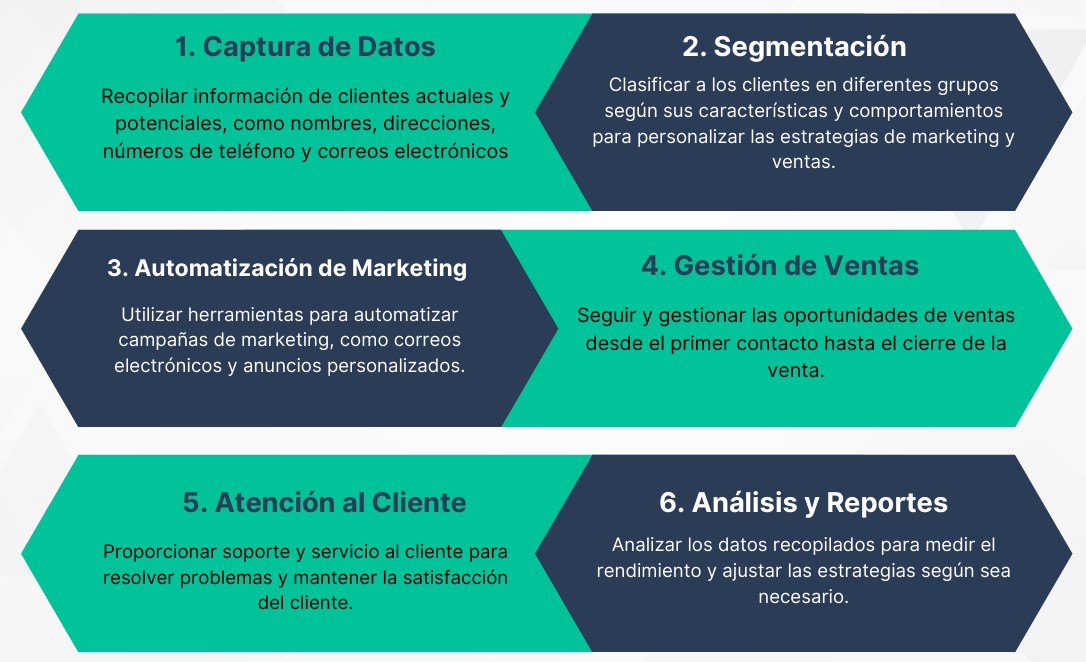 1. Captura de Datos
Recopilar información de clientes actuales y
potenciales, como nombres, direcciones,
números de teléfono y correos electrónicos
2. Segmentación
Clasificar a los clientes en diferentes grupos
según sus características y comportamientos
para personalizar las estrategias de marketing y
ventas.
3. Automatización de Marketing
Utilizar herramientas para automatizar
campañas de marketing, como correos
electrónicos y anuncios personalizados.
4. Gestión de Ventas
Seguir y gestionar las oportunidades de ventas
desde el primer contacto hasta el cierre de la
venta.
5. Atención al Cliente
Proporcionar soporte y servicio al cliente para
resolver problemas y mantener la satisfacción
del cliente.
6. Análisis y Reportes
Analizar los datos recopilados para medir el
rendimiento y ajustar las estrategias según sea
necesario.